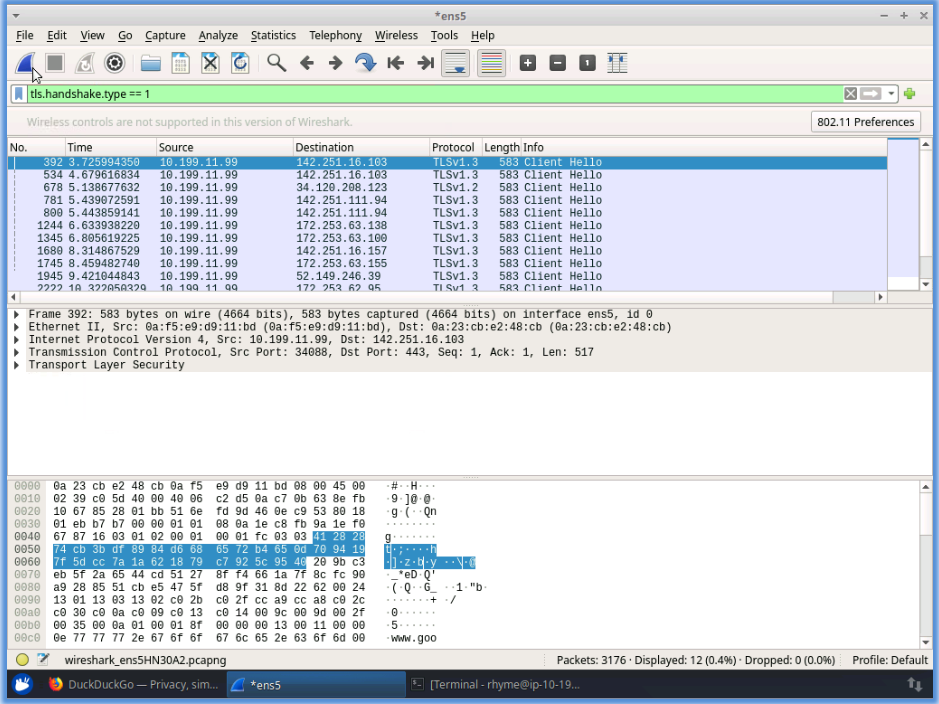 *ens5
File Edit View Go Capture Analyze Statistics Telephony Wireless Tools Help
tls.handshake.type == 1
Wireless controls are not supported in this version of Wireshark. 802.11 Preferences
No. Time Source Destination Protocol Length Info
392 3.725994350 10.199.11.99 142.251.16.103 TLSv1.3 583 Client Hello
534 4.679616834 10.199.11.99 142.251.16.103 TLSv1.3 583 Client Hello
678 5.138677632 10.199.11.99 34.120.208.123 TLSv1.2 583 Client Hello
781 5.439072591 10.199.11.99 142.251.111.94 TLSv1.3 583 Client Hello
800 5.443859141 10.199.11.99 142.251.111.94 TLSv1.3 583 Client Hello
1244 6.633938220 10.199.11.99 172.253.63.138 TLSv1.3 583 Client Hello
1345 6.805619225 10.199.11.99 172.253.63.100 TLSv1.3 583 Client Hello
1680 8.314867529 10.199.11.99 142.251.16.157 TLSv1.3 583 Client Hello
1745 8.459482740 10.199.11.99 172.253.63.155 TLSv1.3 583 Client Hello
1945 9.421044843 10.199.11.99 52.149.246.39 TLSv1.3 583 Client Hello
2222 10.322050329 10.199.11.99 172.253.62.95 TLSv1.3 583 Client Hello
Frame 392: 583 bytes on wire (4664 bits), 583 bytes captured (4664 bits) on interface ens5, id 0
Ethernet II, Src: 0a:f5:e9:d9:11:bd (0a:f5:e9:d9:11:bd), Dst: 0a:23:cb:e2:48:cb (0a:23:cb:e2:48:cb)
Internet Protocol Version 4, Src: 10.199.11.99, Dst: 142.251.16.103
Transmission Control Protocol, Src Port: 34088, Dst Port: 443, Seq: 1, Ack: 1, Len: 517
Transport Layer Security
0000 0a 23 cb e2 48 cb 0a f5 e9 d9 11 bd 08 00 45 00 ·#··H···
0010 02 39 c0 5d 40 00 40 06 c2 d5 0a c7 0b 63 8e fb ·9·]@·@·
0020 10 67 85 28 01 bb 51 6e fd 9d 46 0e c9 53 80 18 ·g·(··Qn
0030 01 eb b7 b7 00 00 01 01 08 0a 1e c8 fb 9a 1e f0 ········
0040 67 87 16 03 01 02 00 01 00 01 fc 03 03 41 28 28 g·······
0050 74 cb 3b df 89 84 d6 68 65 72 b4 65 0d 70 94 19 t·;····h
0060 7f 5d cc 7a 1a 62 18 79 c7 92 5c 95 40 20 9b c3 ·]·z·b·y ··\·@
0070 eb 5f 2a 65 44 cd 51 27 8f f4 66 1a 7f 8c fc 90 ·_*eD·Q'
0080 a9 28 85 51 cb e5 47 5f d8 9f 31 8d 22 62 00 24 ·(·Q··G_ ··1·"b·
0090 13 01 13 03 13 02 c0 2b c0 2f cc a9 cc a8 c0 2c ·······+ ·/
00a0 c0 30 c0 0a c0 09 c0 13 c0 14 00 9c 00 9d 00 2f ·0······
00b0 00 35 00 0a 01 00 01 8f 00 00 00 13 00 11 00 00 ·5······
00c0 0e 77 77 77 2e 67 6f 6f 67 6c 65 2e 63 6f 6d 00 ·www.goo
wireshark_ens5HN30A2.pcapng Packets: 3176 · Displayed: 12 (0.4%) · Dropped: 0 (0.0%) Profile: Default
DuckDuckGo — Privacy, sim... *ens5 [Terminal - rhyme@ip-10-19...